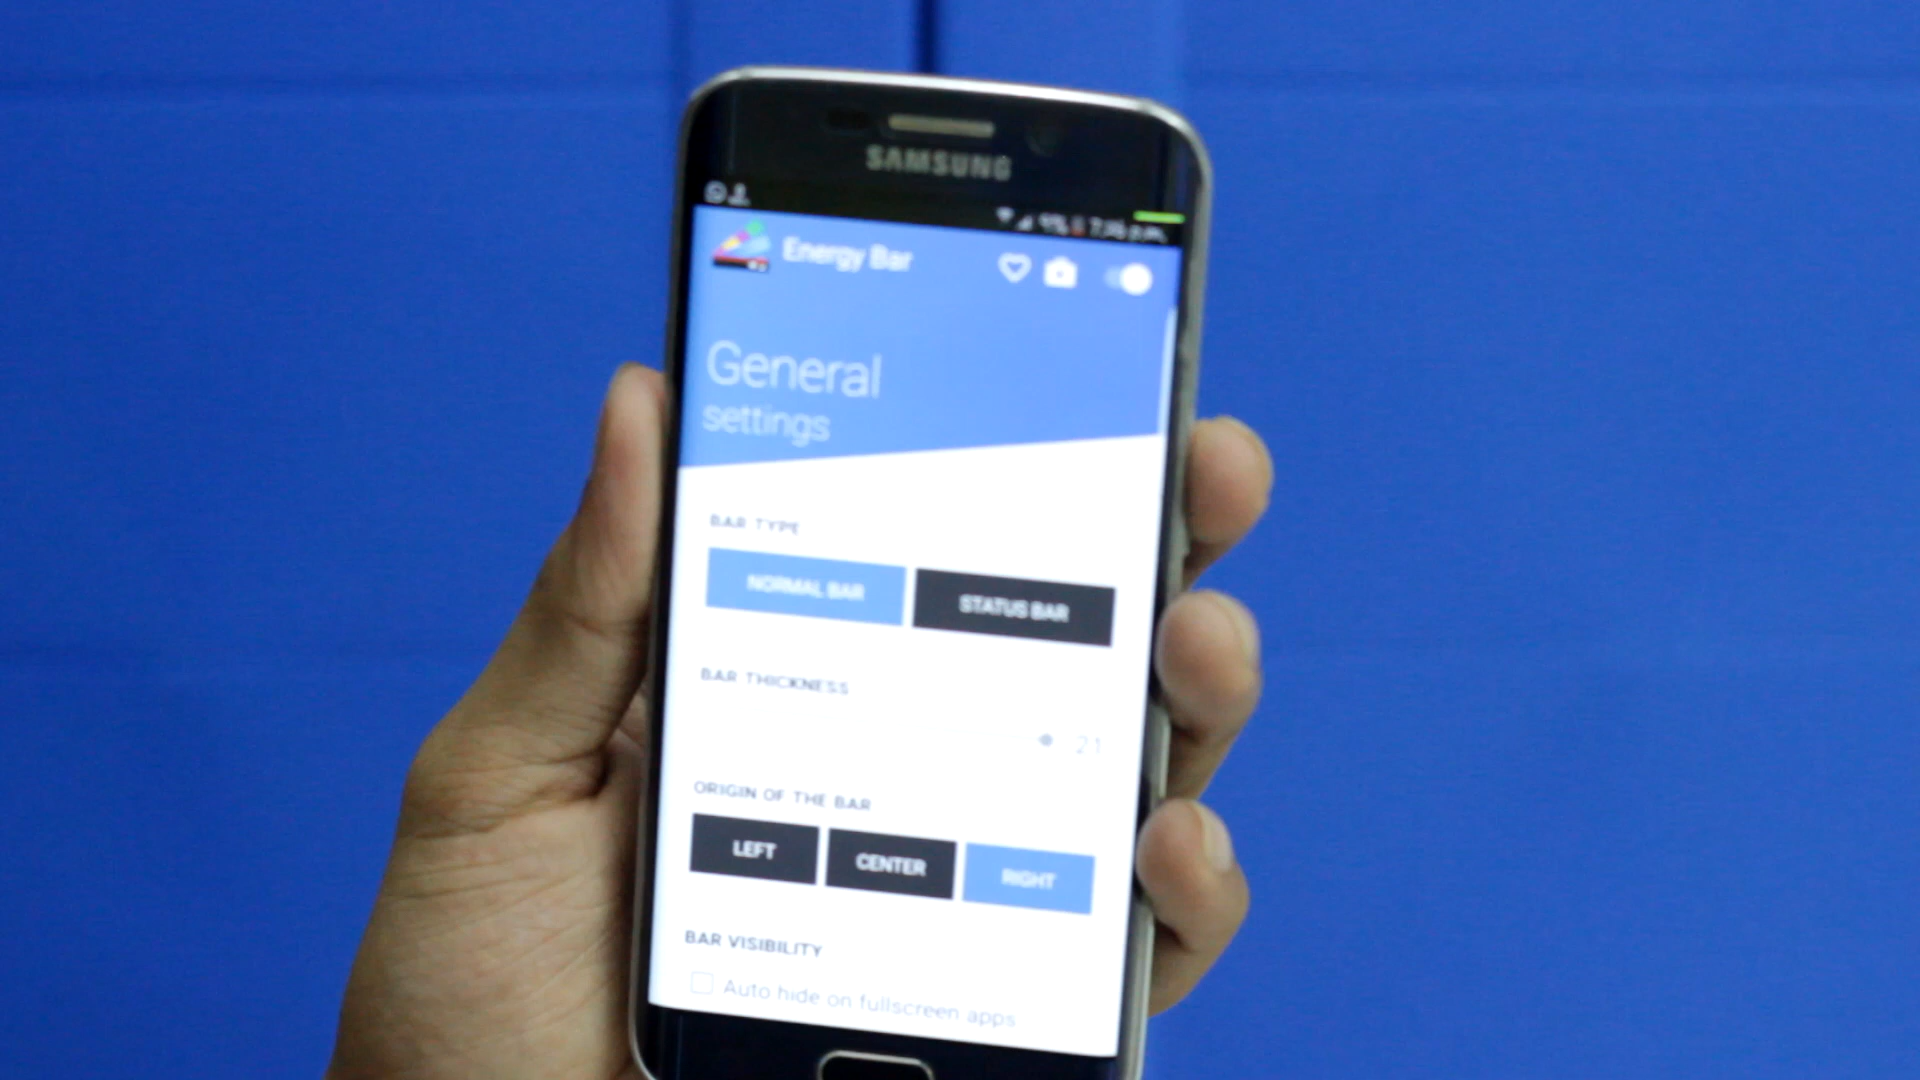 SAMSUNG
Energy Bar
General
settings
BAR TYPE
NORMAL BAR STATUS BAR
BAR THICKNESS
21
ORIGIN OF THE BAR
LEFT CENTER RIGHT
BAR VISIBILITY
Auto hide on fullscreen apps